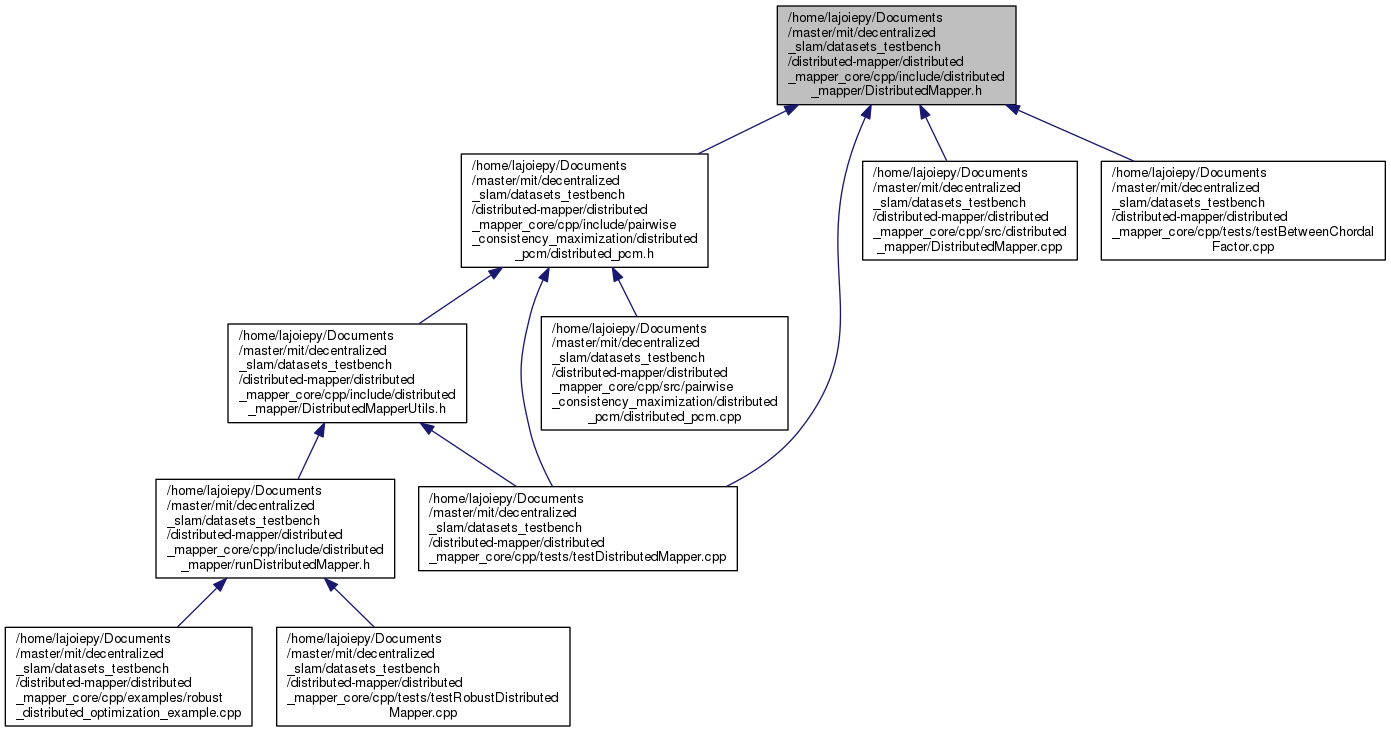 /home/lajoiepy/Documents
/master/mit/decentralized
_slam/datasets_testbench
/distributed-mapper/distributed
_mapper_core/cpp/include/distributed
_mapper/DistributedMapper.h
/home/lajoiepy/Documents
/master/mit/decentralized
_slam/datasets_testbench
/distributed-mapper/distributed
_mapper_core/cpp/include/pairwise
_consistency_maximization/distributed
_pcm/distributed_pcm.h
/home/lajoiepy/Documents
/master/mit/decentralized
_slam/datasets_testbench
/distributed-mapper/distributed
_mapper_core/cpp/src/distributed
_mapper/DistributedMapper.cpp
/home/lajoiepy/Documents
/master/mit/decentralized
_slam/datasets_testbench
/distributed-mapper/distributed
_mapper_core/cpp/tests/testBetweenChordal
Factor.cpp
/home/lajoiepy/Documents
/master/mit/decentralized
_slam/datasets_testbench
/distributed-mapper/distributed
_mapper_core/cpp/include/distributed
_mapper/DistributedMapperUtils.h
/home/lajoiepy/Documents
/master/mit/decentralized
_slam/datasets_testbench
/distributed-mapper/distributed
_mapper_core/cpp/src/pairwise
_consistency_maximization/distributed
_pcm/distributed_pcm.cpp
/home/lajoiepy/Documents
/master/mit/decentralized
_slam/datasets_testbench
/distributed-mapper/distributed
_mapper_core/cpp/include/distributed
_mapper/runDistributedMapper.h
/home/lajoiepy/Documents
/master/mit/decentralized
_slam/datasets_testbench
/distributed-mapper/distributed
_mapper_core/cpp/tests/testDistributedMapper.cpp
/home/lajoiepy/Documents
/master/mit/decentralized
_slam/datasets_testbench
/distributed-mapper/distributed
_mapper_core/cpp/examples/robust
_distributed_optimization_example.cpp
/home/lajoiepy/Documents
/master/mit/decentralized
_slam/datasets_testbench
/distributed-mapper/distributed
_mapper_core/cpp/tests/testRobustDistributed
Mapper.cpp